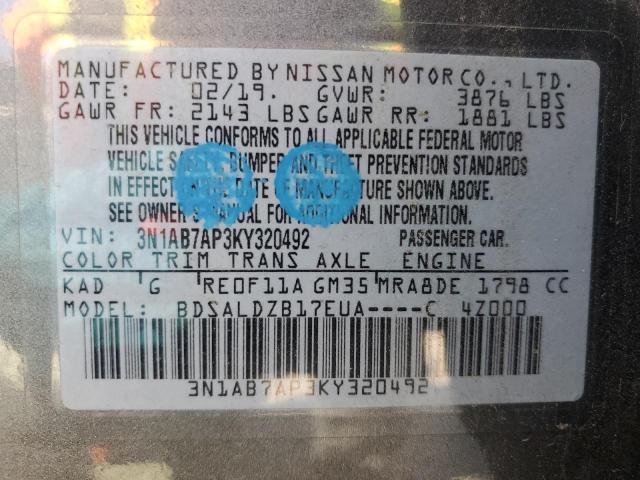 MANUFACTURED BY NISSAN MOTOR CO., LTD.
DATE: 02/19. GVWR: 3876 LBS
GAWR FR: 2143 LBS GAWR RR: 1881 LBS
THIS VEHICLE CONFORMS TO ALL APPLICABLE FEDERAL MOTOR
VEHICLE SAFETY, BUMPER AND THEFT PREVENTION STANDARDS
IN EFFECT ON THE DATE OF MANUFACTURE SHOWN ABOVE.
SEE OWNER'S MANUAL FOR ADDITIONAL INFORMATION.
VIN: 3N1AB7AP3KY320492 PASSENGER CAR.
COLOR TRIM TRANS AXLE ENGINE
KAD G RE0F11A GM35 MRA8DE 1798 CC
MODEL: BDSALDZB17EUA----C 4Z000
3N1AB7AP3KY320492